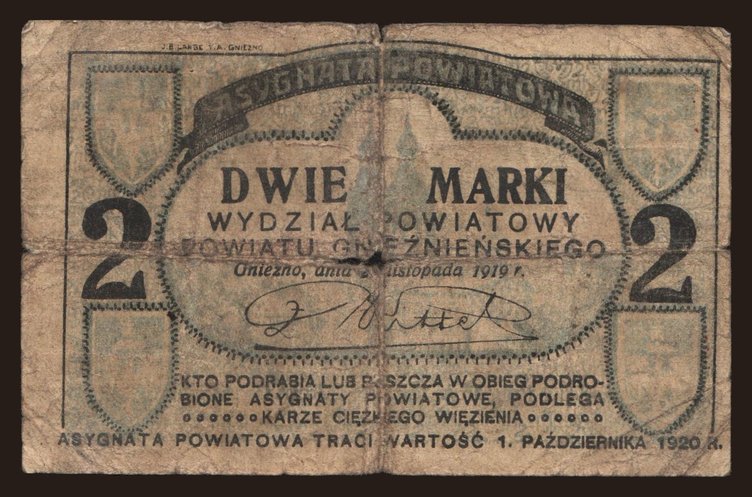 J. B. LANGE T. A. GNIEZNO
ASYGNATA POWIATOWA
DWIE MARKI
WYDZIAŁ POWIATOWY
POWIATU GNIEŹNIEŃSKIEGO
2 2
Gniezno, dnia listopada 1919 r.
KTO PODRABIA LUB PUSZCZA W OBIEG PODRO-
BIONE ASYGNATY POWIATOWE, PODLEGA
KARZE CIĘZKIEGO WIĘZIENIA
ASYGNATA POWIATOWA TRACI WARTOŚĆ 1. PAŹDZIERNIKA 1920 R.